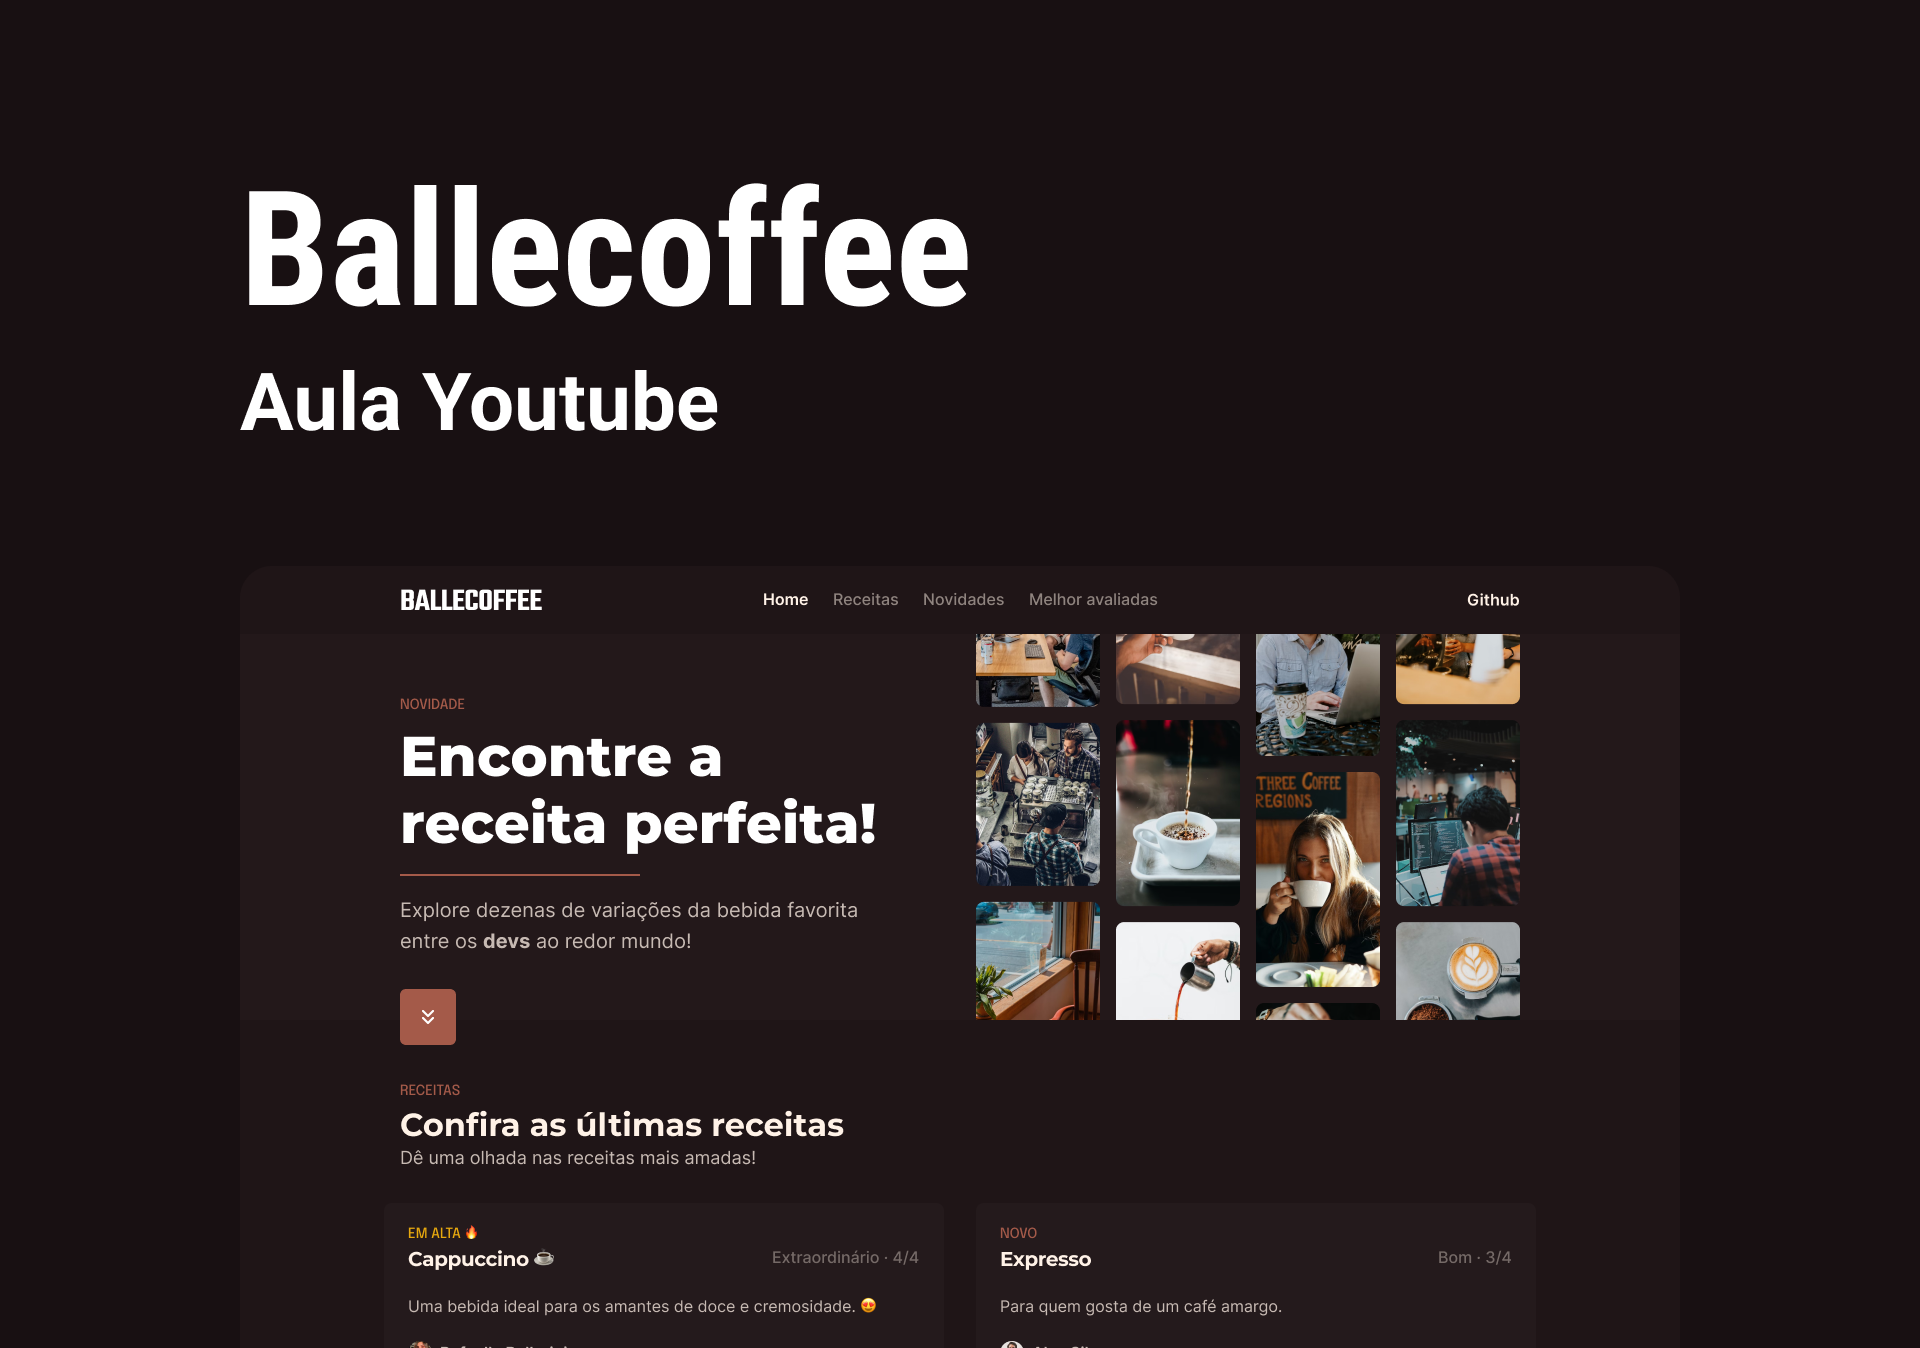 Ballecoffee
Aula Youtube
BALLECOFFEE
Home Receitas Novidades Melhor avaliadas
Github
NOVIDADE
Encontre a
receita perfeita!
Explore dezenas de variações da bebida favorita
entre os devs ao redor mundo!
THREE COFFEE
REGIONS
RECEITAS
Confira as últimas receitas
Dê uma olhada nas receitas mais amadas!
EM ALTA 🔥
Cappuccino ☕
Extraordinário · 4/4
Uma bebida ideal para os amantes de doce e cremosidade. 😍
NOVO
Expresso
Bom · 3/4
Para quem gosta de um café amargo.